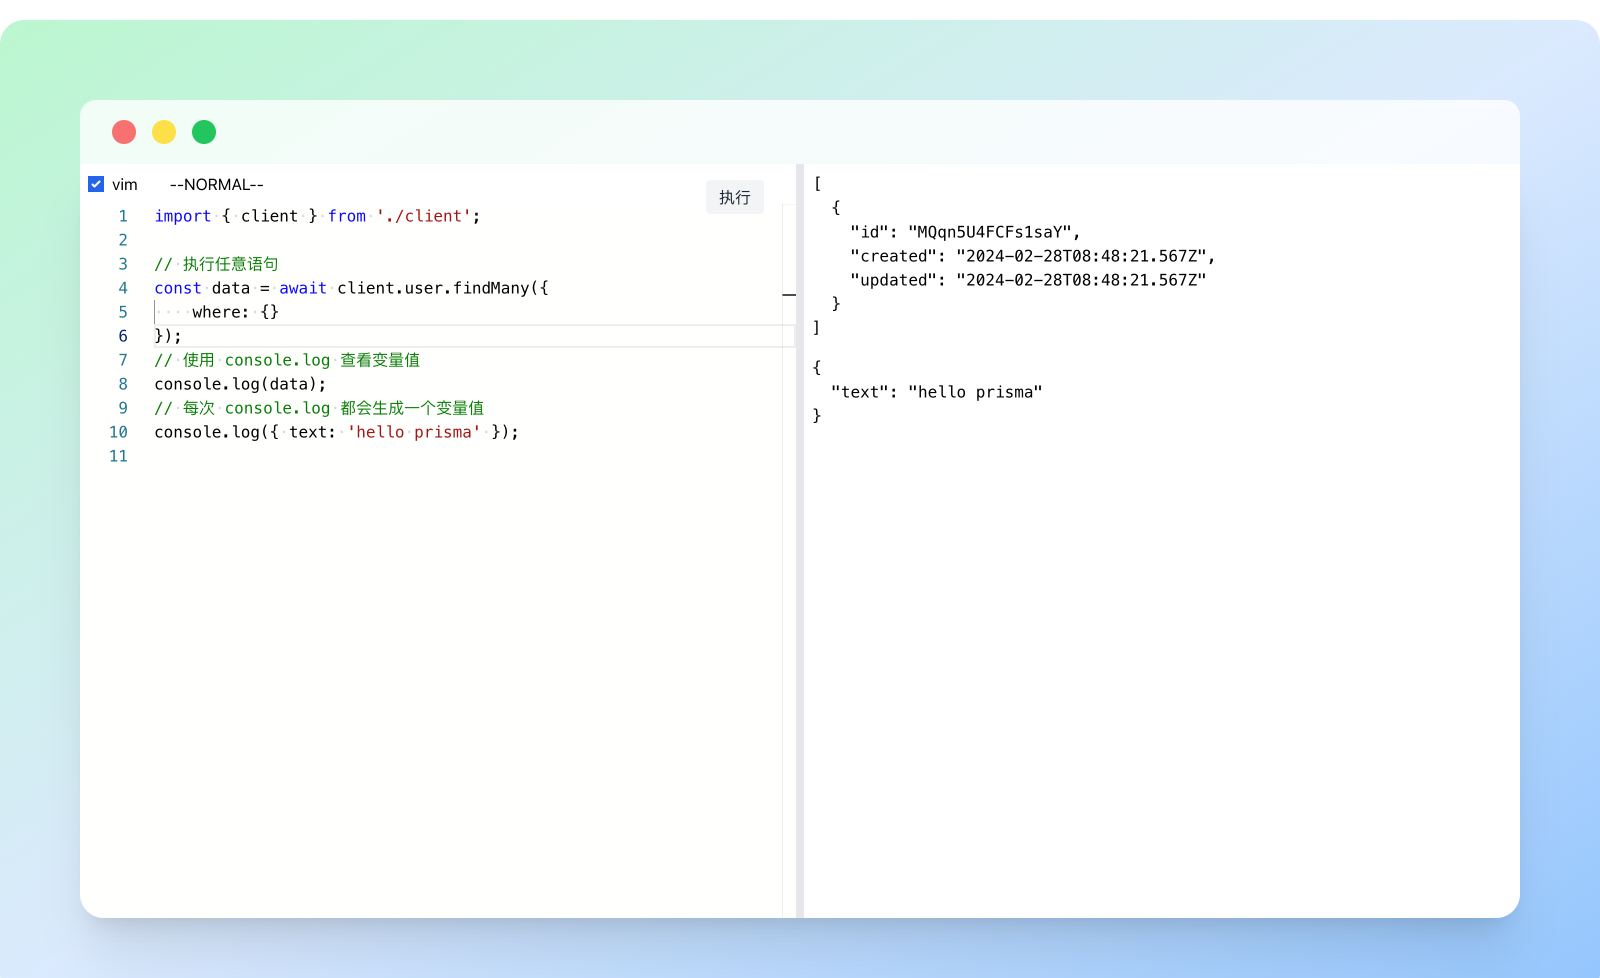 vim --NORMAL--
执行
1 import { client } from './client';
2
3 // 执行任意语句
4 const data = await client.user.findMany({
5     where: {}
6 });
7 // 使用 console.log 查看变量值
8 console.log(data);
9 // 每次 console.log 都会生成一个变量值
10 console.log({ text: 'hello prisma' });
11
[
  {
    "id": "MQqn5U4FCFs1saY",
    "created": "2024-02-28T08:48:21.567Z",
    "updated": "2024-02-28T08:48:21.567Z"
  }
]
{
  "text": "hello prisma"
}